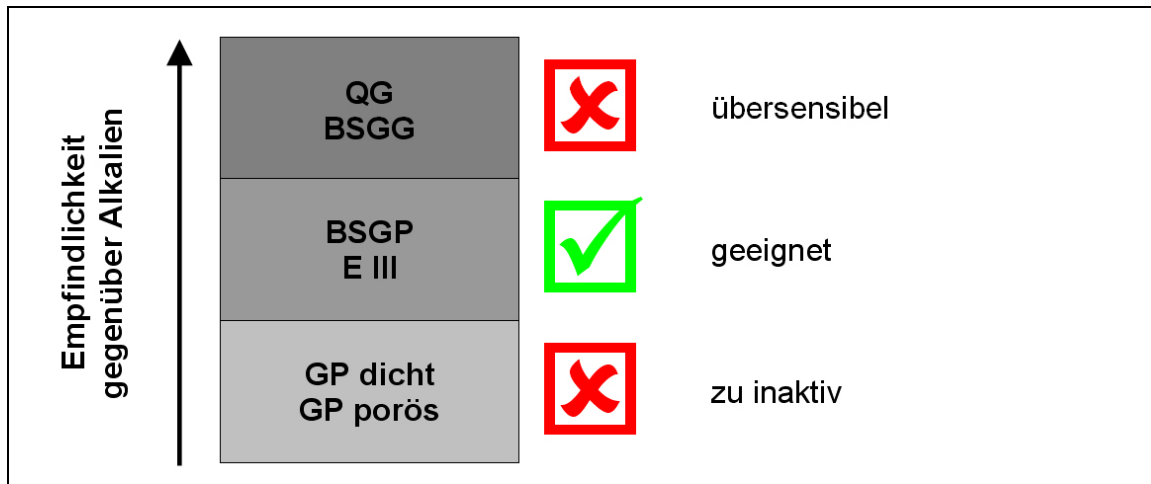 Empfindlichkeit
gegenüber Alkalien
QG
BSGG
übersensibel
BSGP
E III
geeignet
GP dicht
GP porös
zu inaktiv